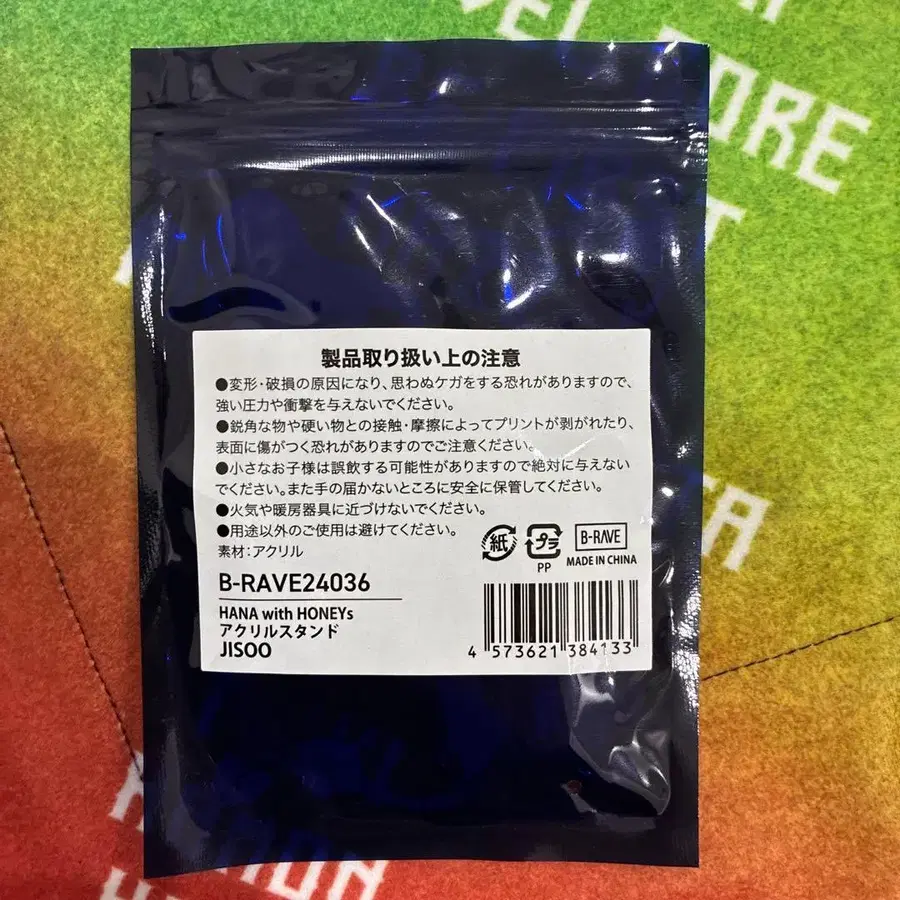 ORE
製品取り扱い上の注意
●変形・破損の原因になり、思わぬケガをする恐れがありますので、
強い圧力や衝撃を与えないでください。
●鋭角な物や硬い物との接触・摩擦によってプリントが剥がれたり、
表面に傷がつく恐れがありますのでご注意ください。
●小さなお子様は誤飲する可能性がありますので絶対に与えない
でください。また手の届かないところに安全に保管してください。
●火気や暖房器具に近づけないでください。
●用途以外のご使用は避けてください。
素材:アクリル
紙
プラ
PP
B-RAVE
MADE IN CHINA
B-RAVE24036
HANA with HONEYs
アクリルスタンド
JISOO
4 573621 384133